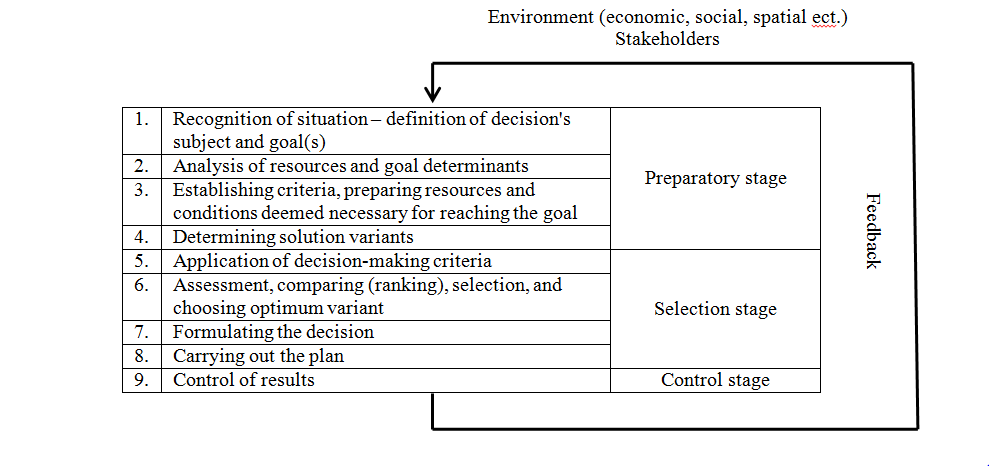 Environment (economic, social, spatial ect.)
Stakeholders
1. Recognition of situation – definition of decision's
subject and goal(s)
2. Analysis of resources and goal determinants
3. Establishing criteria, preparing resources and
conditions deemed necessary for reaching the goal
4. Determining solution variants
Preparatory stage
5. Application of decision-making criteria
6. Assessment, comparing (ranking), selection, and
choosing optimum variant
7. Formulating the decision
8. Carrying out the plan
Selection stage
9. Control of results
Control stage
Feedback